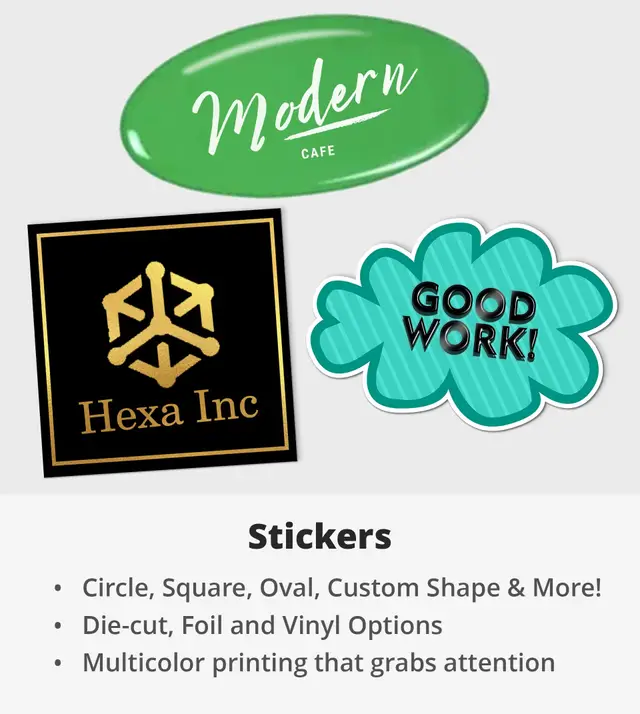 Modern
CAFE
Hexa Inc
GOOD
WORK!
Stickers
• Circle, Square, Oval, Custom Shape & More!
• Die-cut, Foil and Vinyl Options
• Multicolor printing that grabs attention